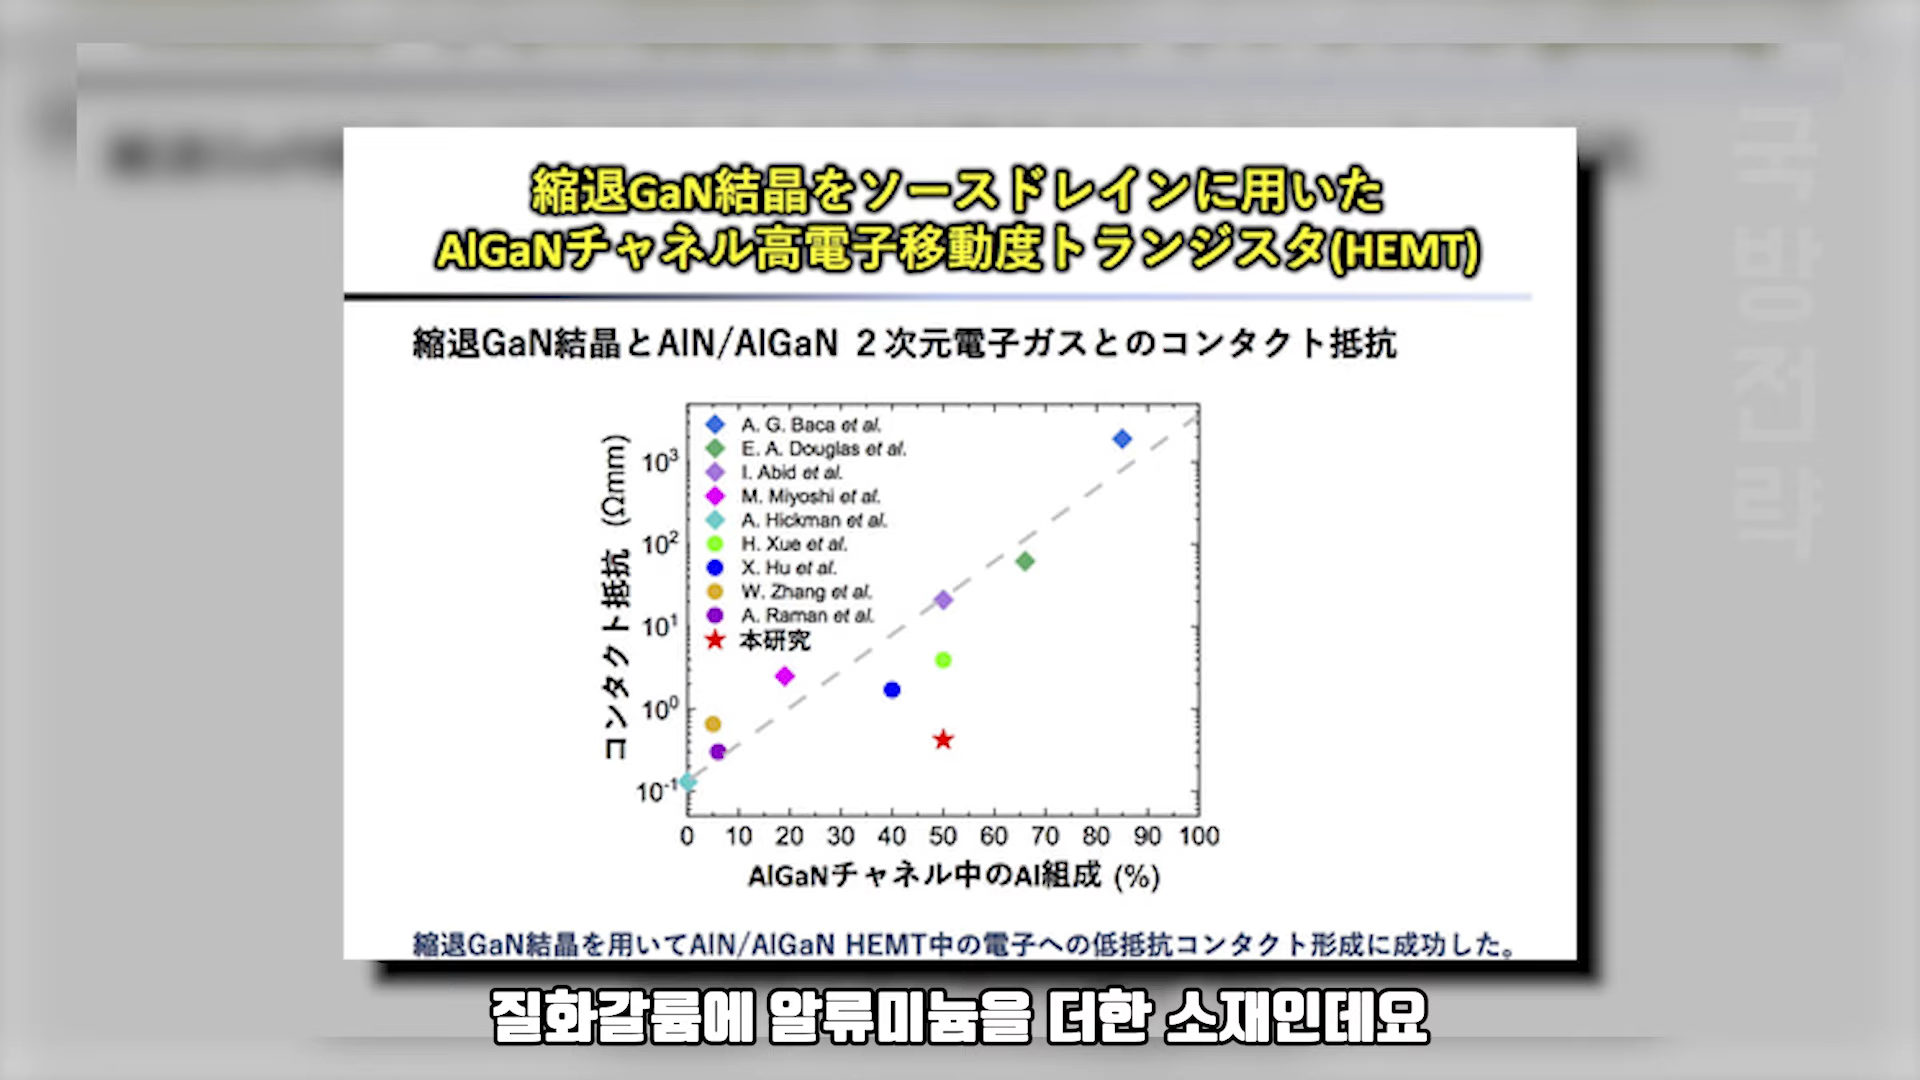 縮退GaN結晶をソースドレインに用いた
AlGaNチャネル高電子移動度トランジスタ(HEMT)
縮退GaN結晶とAlN/AlGaN ２次元電子ガスとのコンタクト抵抗
コンタクト抵抗 (Ωmm)
10³
10²
10¹
10⁰
10⁻¹
A. G. Baca et al.
E. A. Douglas et al.
I. Abid et al.
M. Miyoshi et al.
A. Hickman et al.
H. Xue et al.
X. Hu et al.
W. Zhang et al.
A. Raman et al.
本研究
0 10 20 30 40 50 60 70 80 90 100
AlGaNチャネル中のAl組成 (%)
縮退GaN結晶を用いてAlN/AlGaN HEMT中の電子への低抵抗コンタクト形成に成功した。
질화갈륨에 알류미늄을 더한 소재인데요